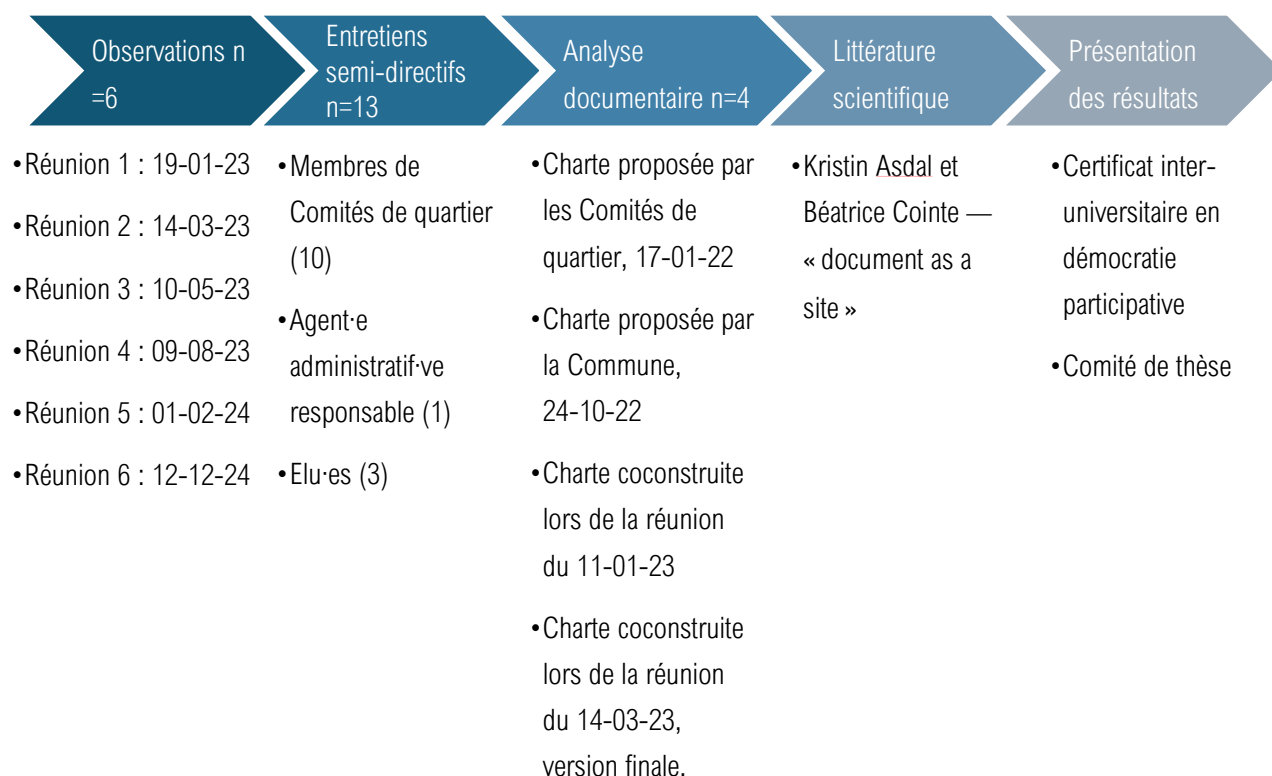 Observations n
=6
Entretiens
semi-directifs
n=13
Analyse
documentaire n=4
Littérature
scientifique
Présentation
des résultats
•Réunion 1 : 19-01-23
•Réunion 2 : 14-03-23
•Réunion 3 : 10-05-23
•Réunion 4 : 09-08-23
•Réunion 5 : 01-02-24
•Réunion 6 : 12-12-24
•Membres de
Comités de quartier
(10)
•Agent·e
administratif·ve
responsable (1)
•Elu·es (3)
•Charte proposée par
les Comités de
quartier, 17-01-22
•Charte proposée par
la Commune,
24-10-22
•Charte coconstruite
lors de la réunion
du 11-01-23
•Charte coconstruite
lors de la réunion
du 14-03-23,
version finale.
•Kristin Asdal et
Béatrice Cointe —
« document as a
site »
•Certificat inter-
universitaire en
démocratie
participative
•Comité de thèse